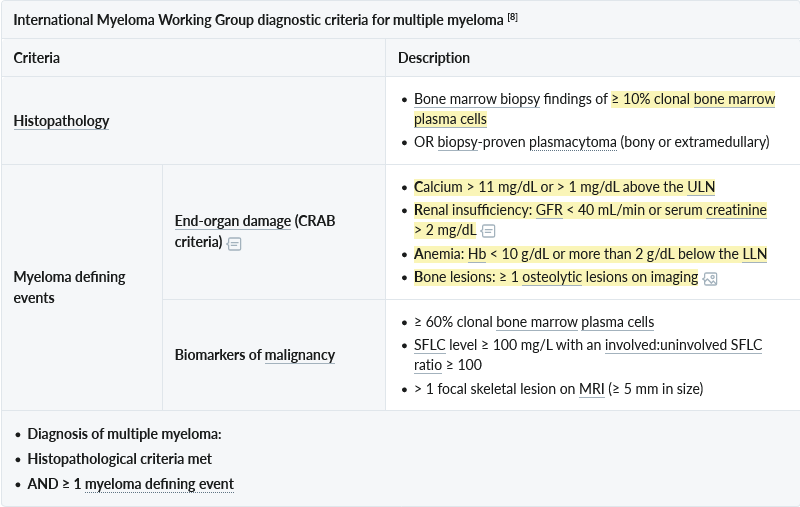 International Myeloma Working Group diagnostic criteria for multiple myeloma [8]
Criteria
Description
Histopathology
• Bone marrow biopsy findings of ≥ 10% clonal bone marrow
plasma cells
• OR biopsy-proven plasmacytoma (bony or extramedullary)
Myeloma defining
events
End-organ damage (CRAB
criteria)
• Calcium > 11 mg/dL or > 1 mg/dL above the ULN
• Renal insufficiency: GFR < 40 mL/min or serum creatinine
> 2 mg/dL
• Anemia: Hb < 10 g/dL or more than 2 g/dL below the LLN
• Bone lesions: ≥ 1 osteolytic lesions on imaging
Biomarkers of malignancy
• ≥ 60% clonal bone marrow plasma cells
• SFLC level ≥ 100 mg/L with an involved:uninvolved SFLC
ratio ≥ 100
• > 1 focal skeletal lesion on MRI (≥ 5 mm in size)
• Diagnosis of multiple myeloma:
• Histopathological criteria met
• AND ≥ 1 myeloma defining event